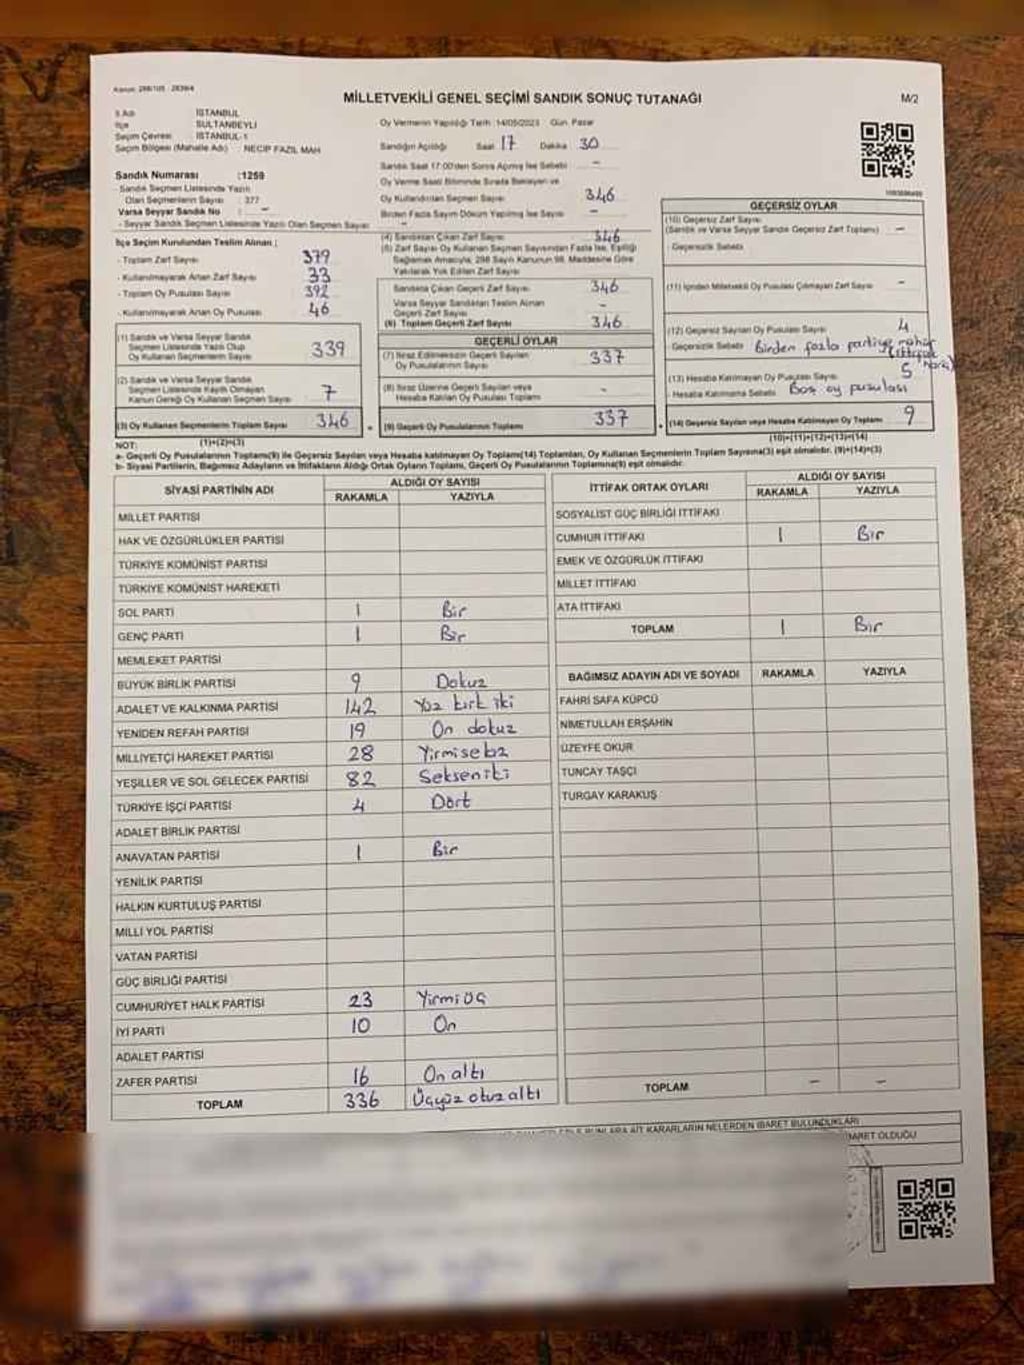 Kanun: 298/105 - 2839/4
MİLLETVEKİLİ GENEL SEÇİMİ SANDIK SONUÇ TUTANAĞI
M/2
İl Adı İSTANBUL
İlçe SULTANBEYLİ
Seçim Çevresi İSTANBUL-1
Seçim Bölgesi (Mahalle Adı) NECİP FAZIL MAH
Sandık Numarası :1259
- Sandık Seçmen Listesinde Yazılı
Olan Seçmenlerin Sayısı : 377
Varsa Seyyar Sandık No : –
- Seyyar Sandık Seçmen Listesinde Yazılı Olan Seçmen Sayısı
İlçe Seçim Kurulundan Teslim Alınan ;
- Toplam Zarf Sayısı 379
- Kullanılmayarak Artan Zarf Sayısı 33
- Toplam Oy Pusulası Sayısı 392
- Kullanılmayarak Artan Oy Pusulası 46
(1) Sandık ve Varsa Seyyar Sandık
Seçmen Listesinde Yazılı Olup
Oy Kullanan Seçmenlerin Sayısı 339
(2) Sandık ve Varsa Seyyar Sandık
Seçmen Listesinde Kayıtlı Olmayan
Kanun Gereği Oy Kullanan Seçmen Sayısı 7
(3) Oy Kullanan Seçmenlerin Toplam Sayısı 346
(1)+(2)=(3)
Oy Vermenin Yapıldığı Tarih :14/05/2023 Gün: Pazar
Sandığın Açıldığı Saat 17 Dakika 30
Sandık Saat 17:00'den Sonra Açılmış İse Sebebi –
Oy Verme Saati Bitiminde Sırada Bekleyen ve
Oy Kullandırılan Seçmen Sayısı 346
Birden Fazla Sayım Döküm Yapılmış İse Sayısı –
(4) Sandıktan Çıkan Zarf Sayısı 346
(5) Zarf Sayısı Oy Kullanan Seçmen Sayısından Fazla İse, Eşitliği
Sağlamak Amacıyla, 298 Sayılı Kanunun 98. Maddesine Göre
Yakılarak Yok Edilen Zarf Sayısı
Sandıkta Çıkan Geçerli Zarf Sayısı 346
Varsa Seyyar Sandıktan Teslim Alınan
Geçerli Zarf Sayısı –
(6) Toplam Geçerli Zarf Sayısı 346
GEÇERLİ OYLAR
(7) İtiraz Edilmeksizin Geçerli Sayılan
Oy Pusulalarının Sayısı 337
(8) İtiraz Üzerine Geçerli Sayılan veya
Hesaba Katılan Oy Pusulası Toplamı –
(9) Geçerli Oy Pusulalarının Toplamı 337
GEÇERSİZ OYLAR
(10) Geçersiz Zarf Sayısı
(Sandık ve Varsa Seyyar Sandık Geçersiz Zarf Toplamı) –
- Geçersizlik Sebebi
(11) İçinden Milletvekili Oy Pusulası Çıkmayan Zarf Sayısı –
(12) Geçersiz Sayılan Oy Pusulası Sayısı 4
- Geçersizlik Sebebi Birden fazla partiye mühür
(13) Hesaba Katılmayan Oy Pusulası Sayısı 5
- Hesaba Katılmama Sebebi Boş oy pusulası
(14) Geçersiz Sayılan veya Hesaba Katılmayan Oy Toplamı 9
(10)+(11)+(12)+(13)=(14)
NOT:
a- Geçerli Oy Pusulasının Toplamı(9) ile Geçersiz Sayılan veya Hesaba katılmayan Oy Toplamı(14) Toplamları, Oy Kullanan Seçmenlerin Toplam Sayısına(3) eşit olmalıdır. (9)+(14)=(3)
b- Siyasi Partilerin, Bağımsız Adayların ve İttifakların Aldığı Ortak Oyların Toplamı, Geçerli Oy Pusulalarının Toplamına(9) eşit olmalıdır.
SİYASİ PARTİNİN ADI ALDIĞI OY SAYISI
RAKAMLA YAZIYLA
MİLLET PARTİSİ
HAK VE ÖZGÜRLÜKLER PARTİSİ
TÜRKİYE KOMÜNİST PARTİSİ
TÜRKİYE KOMÜNİST HAREKETİ
SOL PARTİ 1 Bir
GENÇ PARTİ 1 Bir
MEMLEKET PARTİSİ
BÜYÜK BİRLİK PARTİSİ 9 Dokuz
ADALET VE KALKINMA PARTİSİ 142 Yüz kırk iki
YENİDEN REFAH PARTİSİ 19 On dokuz
MİLLİYETÇİ HAREKET PARTİSİ 28 Yirmisekiz
YEŞİLLER VE SOL GELECEK PARTİSİ 82 Sekseniki
TÜRKİYE İŞÇİ PARTİSİ 4 Dört
ADALET BİRLİK PARTİSİ
ANAVATAN PARTİSİ 1 Bir
YENİLİK PARTİSİ
HALKIN KURTULUŞ PARTİSİ
MİLLİ YOL PARTİSİ
VATAN PARTİSİ
GÜÇ BİRLİĞİ PARTİSİ
CUMHURİYET HALK PARTİSİ 23 Yirmi üç
İYİ PARTİ 10 On
ADALET PARTİSİ
ZAFER PARTİSİ 16 On altı
TOPLAM 336 Üçyüz otuz altı
İTTİFAK ORTAK OYLARI ALDIĞI OY SAYISI
RAKAMLA YAZIYLA
SOSYALİST GÜÇ BİRLİĞİ İTTİFAKI
CUMHUR İTTİFAKI 1 Bir
EMEK VE ÖZGÜRLÜK İTTİFAKI
MİLLET İTTİFAKI
ATA İTTİFAKI
TOPLAM 1 Bir
BAĞIMSIZ ADAYIN ADI VE SOYADI RAKAMLA YAZIYLA
FAHRİ SAFA KÜPCÜ
NİMETULLAH ERŞAHİN
ÜZEYFE OKUR
TUNCAY TAŞÇI
TURGAY KARAKUŞ
TOPLAM – –
KARARLARIN NELERDEN İBARET BULUNDUKLARI
OLDUĞU